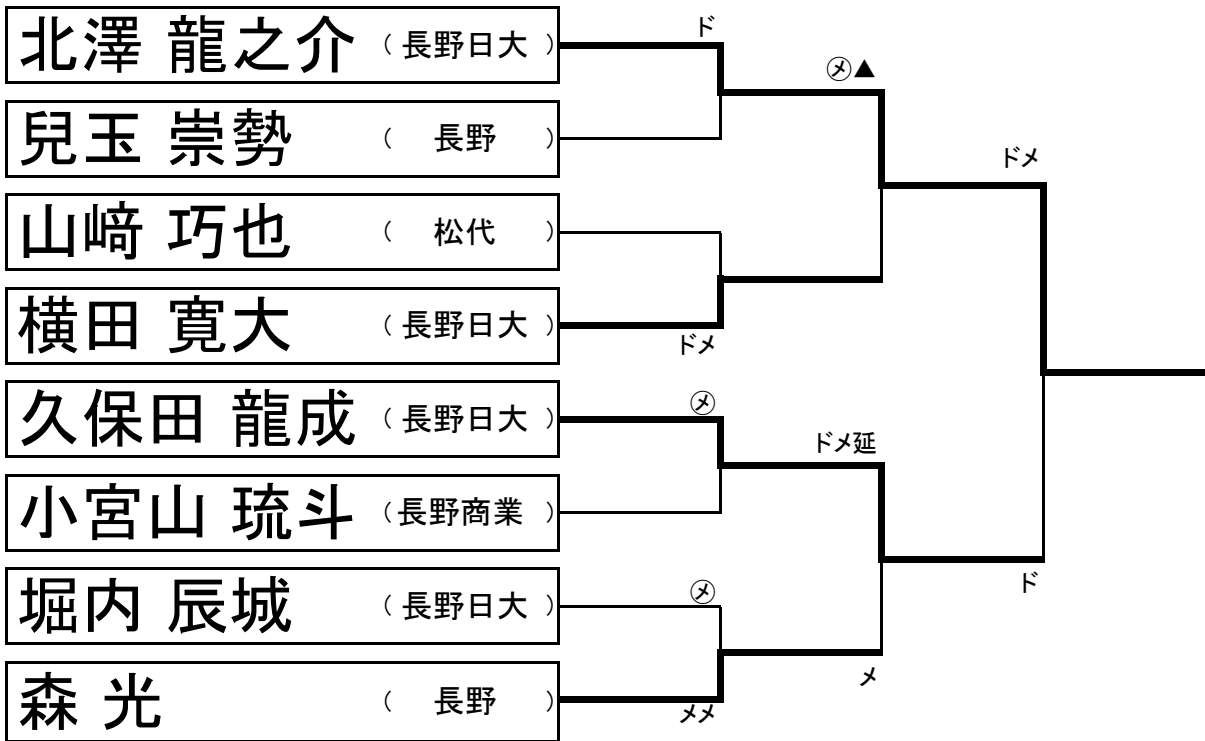 北澤 龍之介 （ 長野日大 ）
兒玉 崇勢 （ 長野 ）
山﨑 巧也 （ 松代 ）
横田 寛大 （ 長野日大 ）
久保田 龍成 （ 長野日大 ）
小宮山 琉斗 （ 長野商業 ）
堀内 辰城 （ 長野日大 ）
森 光 （ 長野 ）
ド
ドメ
㋱
㋱
メメ
㋱▲
ドメ延
メ
ドメ
ド